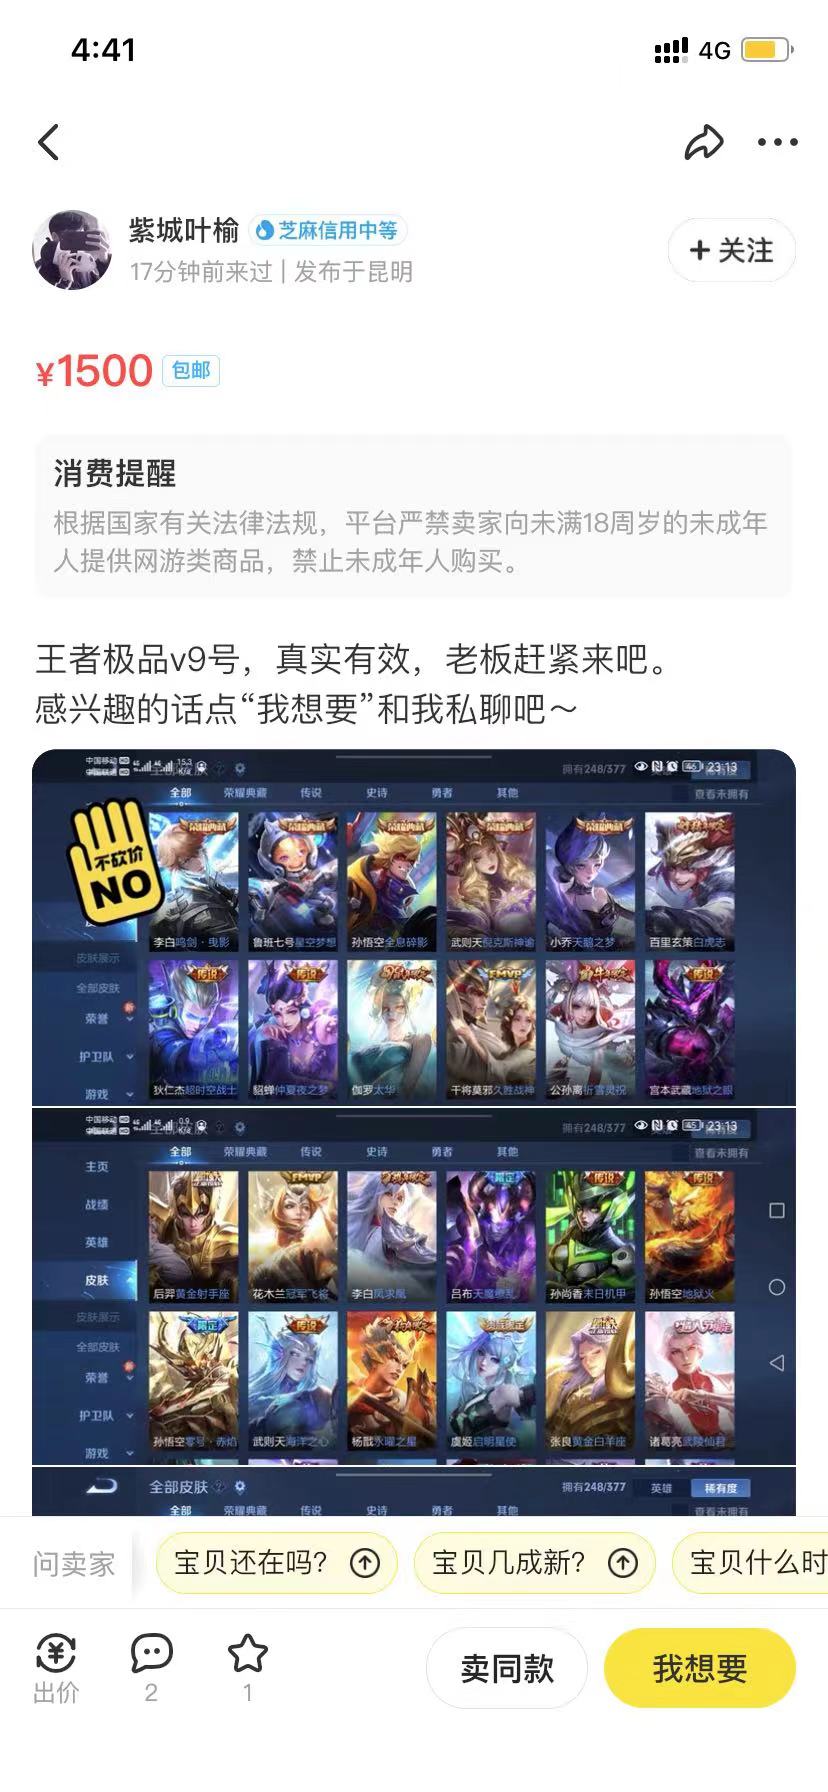 4:41
4G
紫城叶榆
芝麻信用中等
17分钟前来过 | 发布于昆明
+ 关注
¥1500 包邮
消费提醒
根据国家有关法律法规，平台严禁卖家向未满18周岁的未成年
人提供网游类商品，禁止未成年人购买。
王者极品v9号，真实有效，老板赶紧来吧。
感兴趣的话点“我想要”和我私聊吧～
拥有248/377
23:13
全部 荣耀典藏 传说 史诗 勇者 其他
查看未拥有
不砍价
NO
李白鸣剑·曳影 鲁班七号星空梦想 孙悟空全息碎影 武则天倪克斯神谕 小乔天鹅之梦 百里玄策白虎志
皮肤展示
全部皮肤
荣誉
护卫队
游戏
传说 传说 FMVP 传说
狄仁杰超时空战士 貂蝉仲夏夜之梦 伽罗太华 干将莫邪久胜战神 公孙离祈雪灵祝 宫本武藏地狱之眼
拥有248/377
23:13
全部 荣耀典藏 传说 史诗 勇者 其他
查看未拥有
主页
战绩
英雄
皮肤
皮肤展示
全部皮肤
荣誉
护卫队
游戏
FMVP 限定 传说 传说
后羿黄金射手座 花木兰冠军飞将 李白凤求凰 吕布天魔缭乱 孙尚香末日机甲 孙悟空地狱火
限定 传说
孙悟空零号·赤焰 武则天海洋之心 杨戬永曜之星 虞姬启明星使 张良黄金白羊座 诸葛亮武陵仙君
全部皮肤
拥有248/377 英雄 稀有度
全部 荣耀典藏 传说 史诗 勇者 其他
查看未拥有
问卖家
宝贝还在吗？
宝贝几成新？
宝贝什么时
出价
2
1
卖同款
我想要